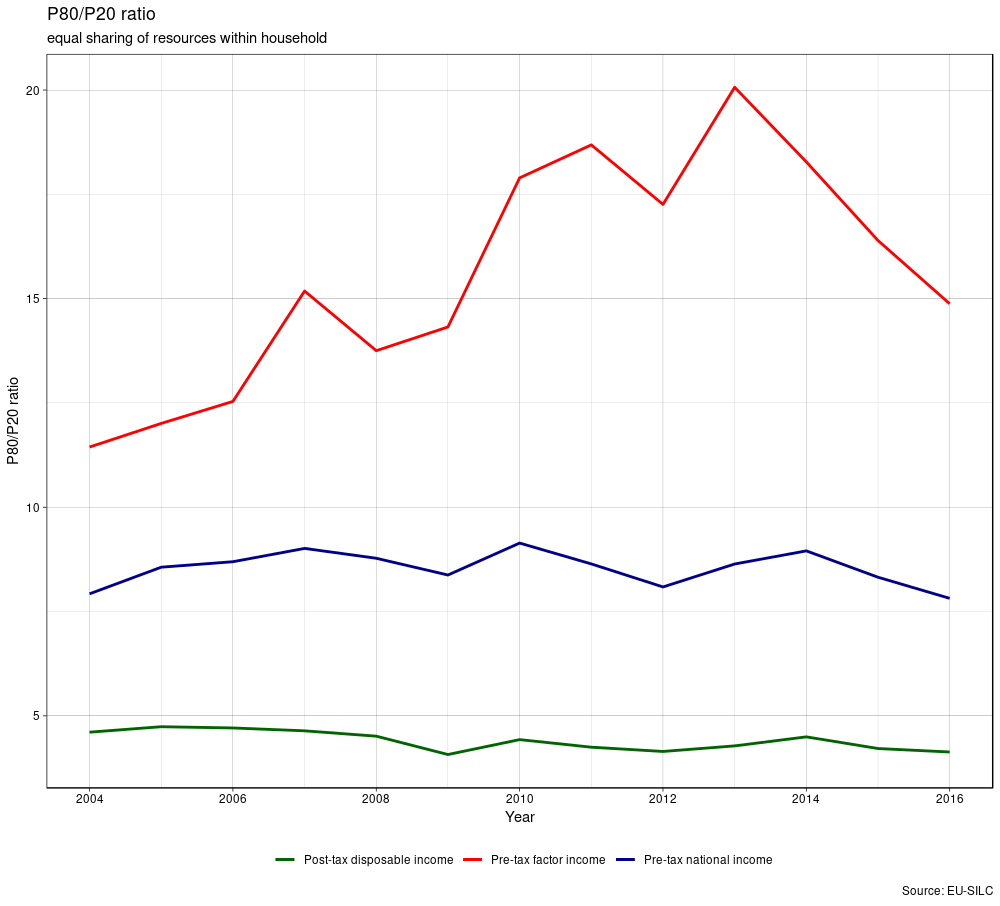 P80/P20 ratio
equal sharing of resources within household
20
15
10
5
P80/P20 ratio
2004 2006 2008 2010 2012 2014 2016
Year
Post-tax disposable income Pre-tax factor income Pre-tax national income
Source: EU-SILC